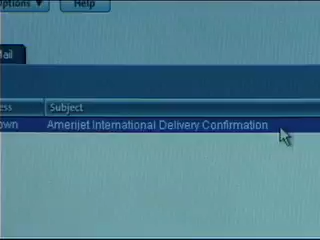 ptions ▼ Help
ail
ess Subject
own Amerijet International Delivery Confirmation